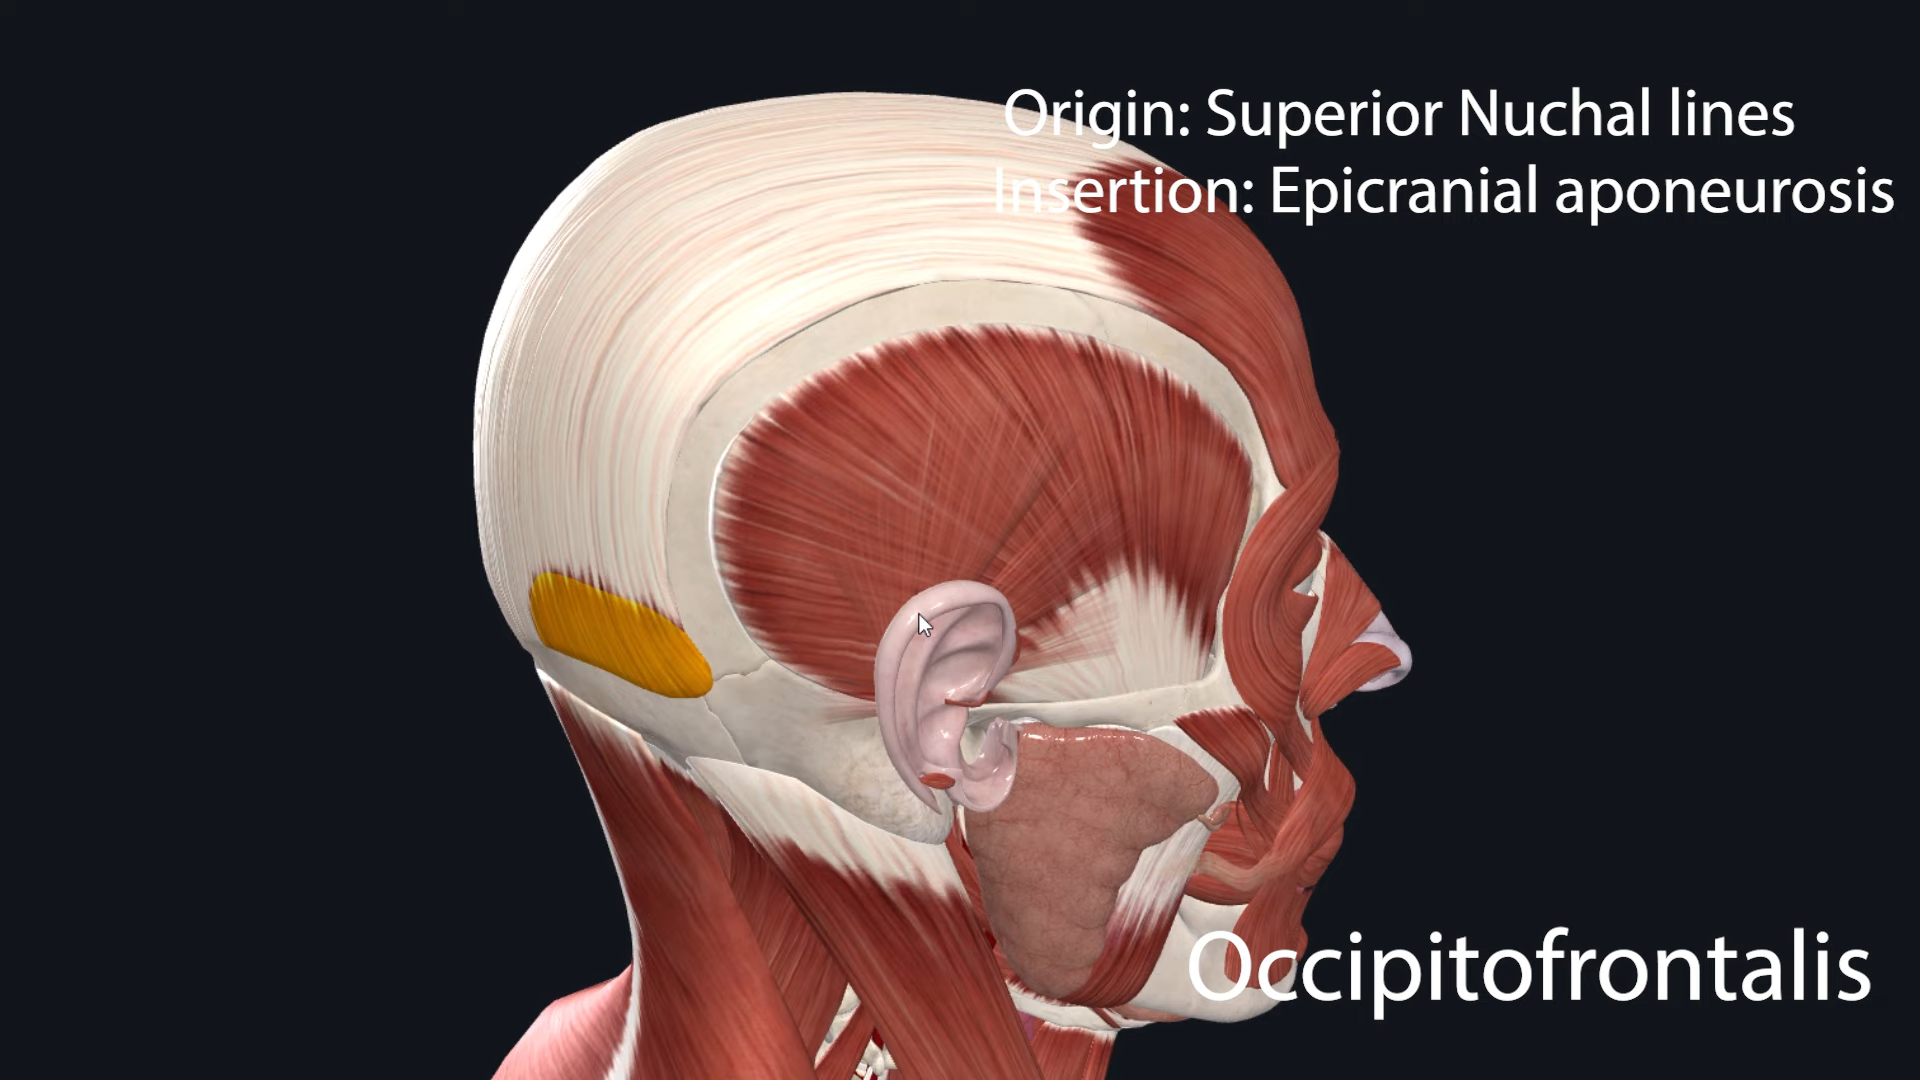 Origin: Superior Nuchal lines
Insertion: Epicranial aponeurosis
Occipitofrontalis